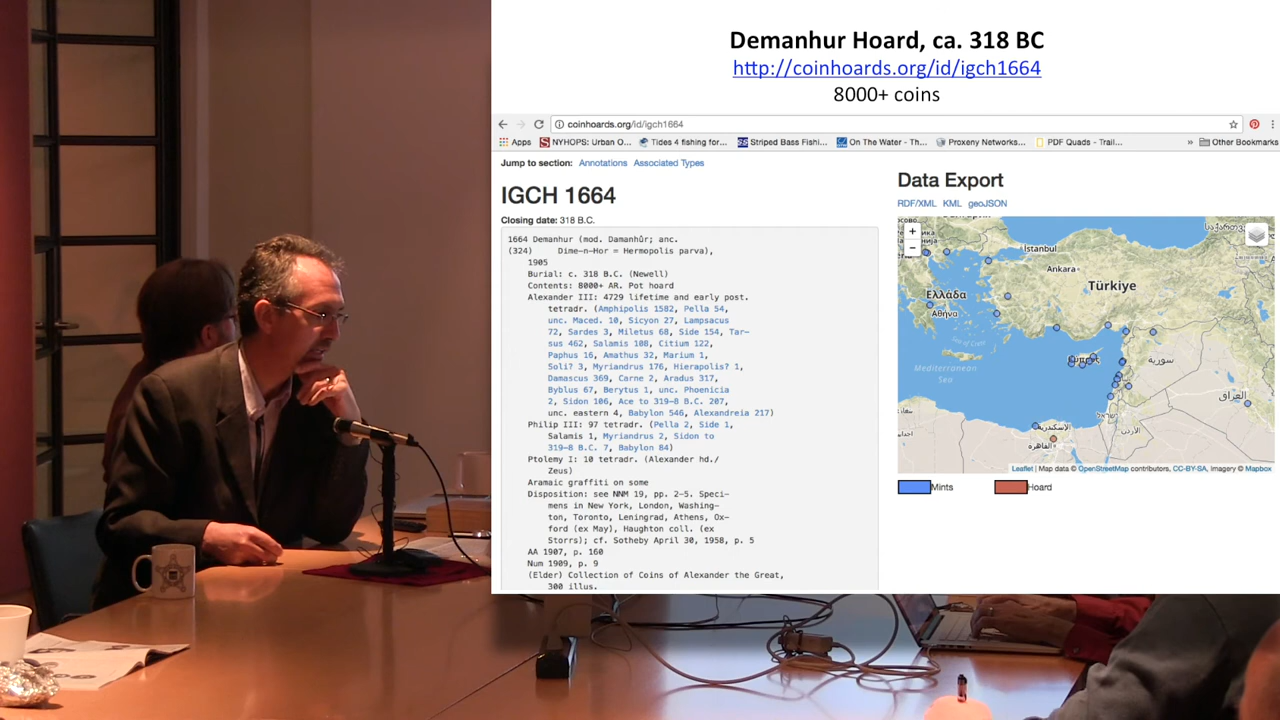 Demanhur Hoard, ca. 318 BC
http://coinhoards.org/id/igch1664
8000+ coins
coinhoards.org/id/igch1664
Apps NYHOPS: Urban O... Tides 4 fishing for... Striped Bass Fishi... On The Water - Th... Proxeny Networks... PDF Quads - Trail... » Other Bookmarks
Jump to section: Annotations Associated Types
IGCH 1664
Closing date: 318 B.C.
1664 Demanhur (mod. Damanhûr; anc.
(324) Dime-n-Hor = Hermopolis parva),
1905
Burial: c. 318 B.C. (Newell)
Contents: 8000+ AR. Pot hoard
Alexander III: 4729 lifetime and early post.
tetradr. (Amphipolis 1582, Pella 54,
unc. Maced. 10, Sicyon 27, Lampsacus
72, Sardes 3, Miletus 68, Side 154, Tar-
sus 462, Salamis 108, Citium 122,
Paphus 16, Amathus 32, Marium 1,
Soli? 3, Myriandrus 176, Hierapolis? 1,
Damascus 369, Carne 2, Aradus 317,
Byblus 67, Berytus 1, unc. Phoenicia
2, Sidon 106, Ace to 319-8 B.C. 207,
unc. eastern 4, Babylon 546, Alexandreia 217)
Philip III: 97 tetradr. (Pella 2, Side 1,
Salamis 1, Myriandrus 2, Sidon to
319-8 B.C. 7, Babylon 84)
Ptolemy I: 10 tetradr. (Alexander hd./
Zeus)
Aramaic graffiti on some
Disposition: see NNM 19, pp. 2-5. Speci-
mens in New York, London, Washing-
ton, Toronto, Leningrad, Athens, Ox-
ford (ex May), Haughton coll. (ex
Storrs); cf. Sotheby April 30, 1958, p. 5
AA 1907, p. 160
Num 1909, p. 9
(Elder) Collection of Coins of Alexander the Great,
300 illus.
Data Export
RDF/XML KML geoJSON
+
−
İstanbul
Ankara
Türkiye
Ελλάδα
Αθήνα
Sea of Crete
Mediterranean
Sea
Κύπρος
سورية
العراق
الأردن
الإسكندرية
القاهرة
Leaflet | Map data © OpenStreetMap contributors, CC-BY-SA, Imagery © Mapbox
Mints Hoard